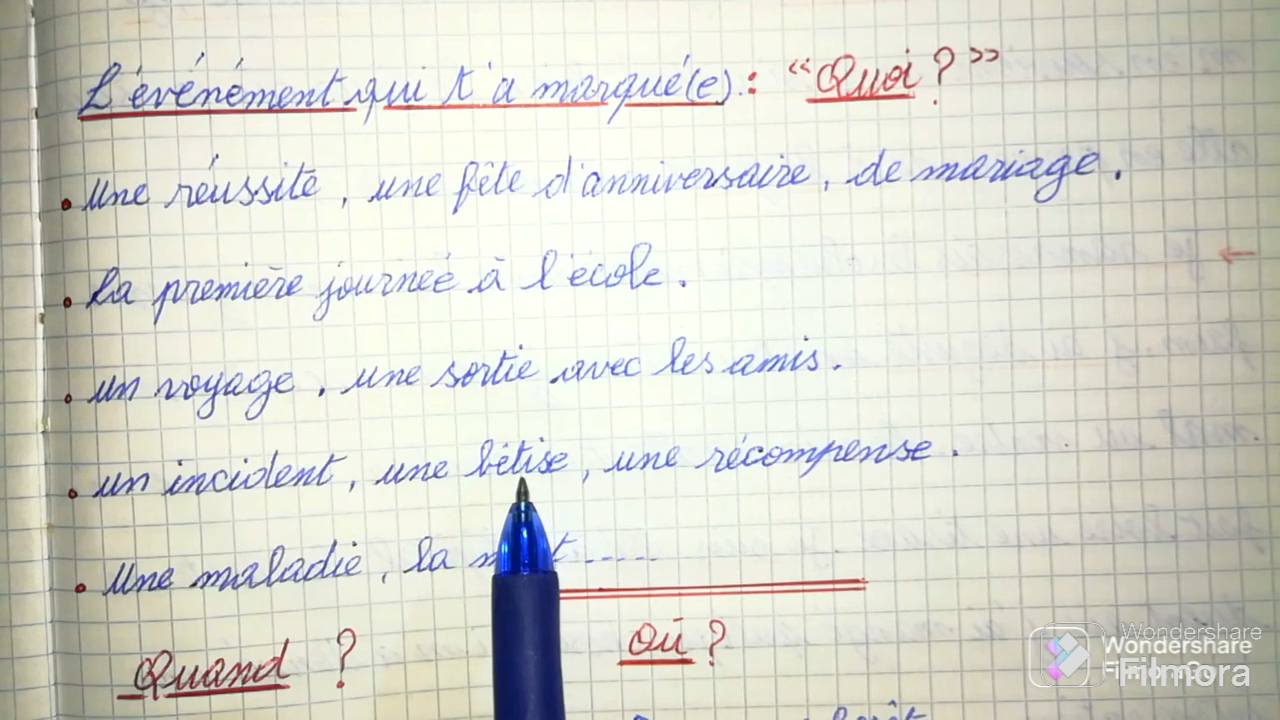 L'événement qui t'a marqué(e) : "Quoi ? "
• une réussite, une fête d'anniversaire, de mariage.
• la première journée à l'école.
• un voyage, une sortie avec les amis.
• un incident, une bêtise, une récompense.
• Une maladie, la
Quand ? Où ?
Wondershare
Wondershare
Filmora